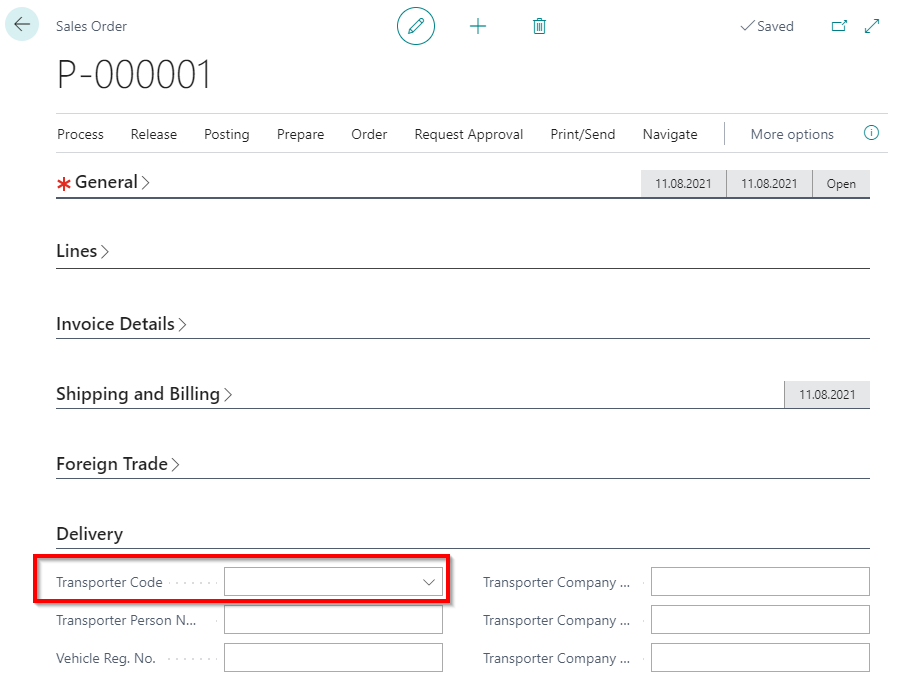 Sales Order
Saved
P-000001
Process Release Posting Prepare Order Request Approval Print/Send Navigate More options
General 11.08.2021 11.08.2021 Open
Lines
Invoice Details
Shipping and Billing 11.08.2021
Foreign Trade
Delivery
Transporter Code Transporter Company ...
Transporter Person N... Transporter Company ...
Vehicle Reg. No. Transporter Company ...